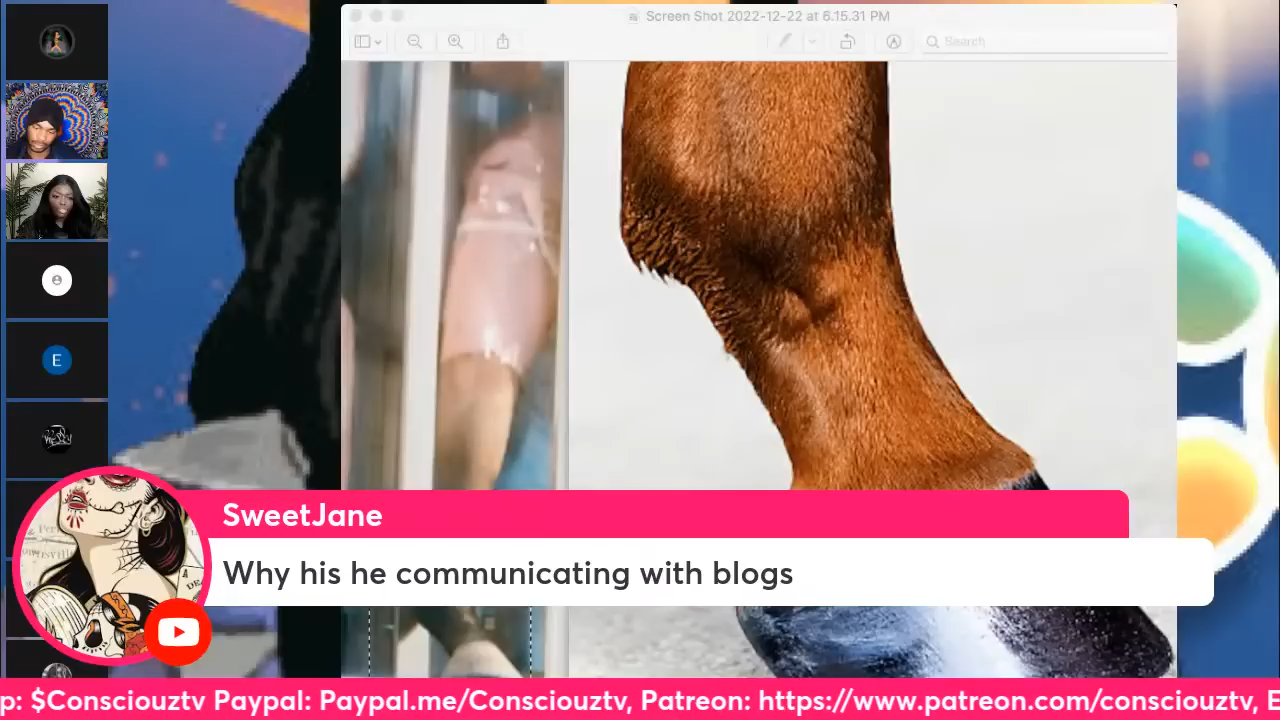 Screen Shot 2022-12-22 at 6.15.31 PM
Search
E
SweetJane
Why his he communicating with blogs
p: $Consciouztv Paypal: Paypal.me/Consciouztv, Patreon: https://www.patreon.com/consciouztv, E